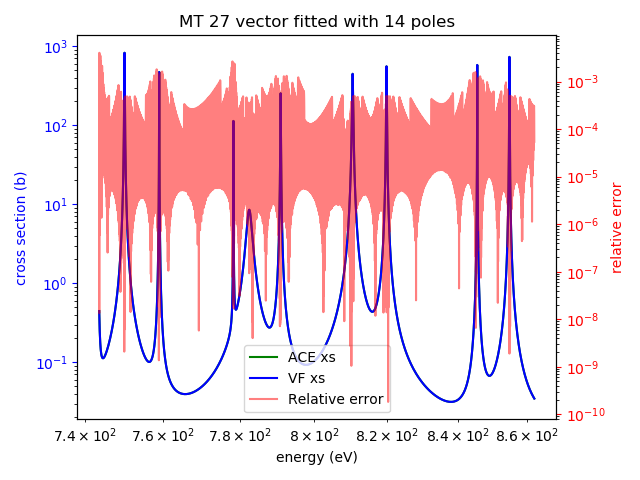 MT 27 vector fitted with 14 poles
10³
10²
10¹
10⁰
10⁻¹
cross section (b)
10⁻³
10⁻⁴
10⁻⁵
10⁻⁶
10⁻⁷
10⁻⁸
10⁻⁹
10⁻¹⁰
relative error
ACE xs
VF xs
Relative error
7.4 × 10² 7.6 × 10² 7.8 × 10² 8 × 10² 8.2 × 10² 8.4 × 10² 8.6 × 10²
energy (eV)